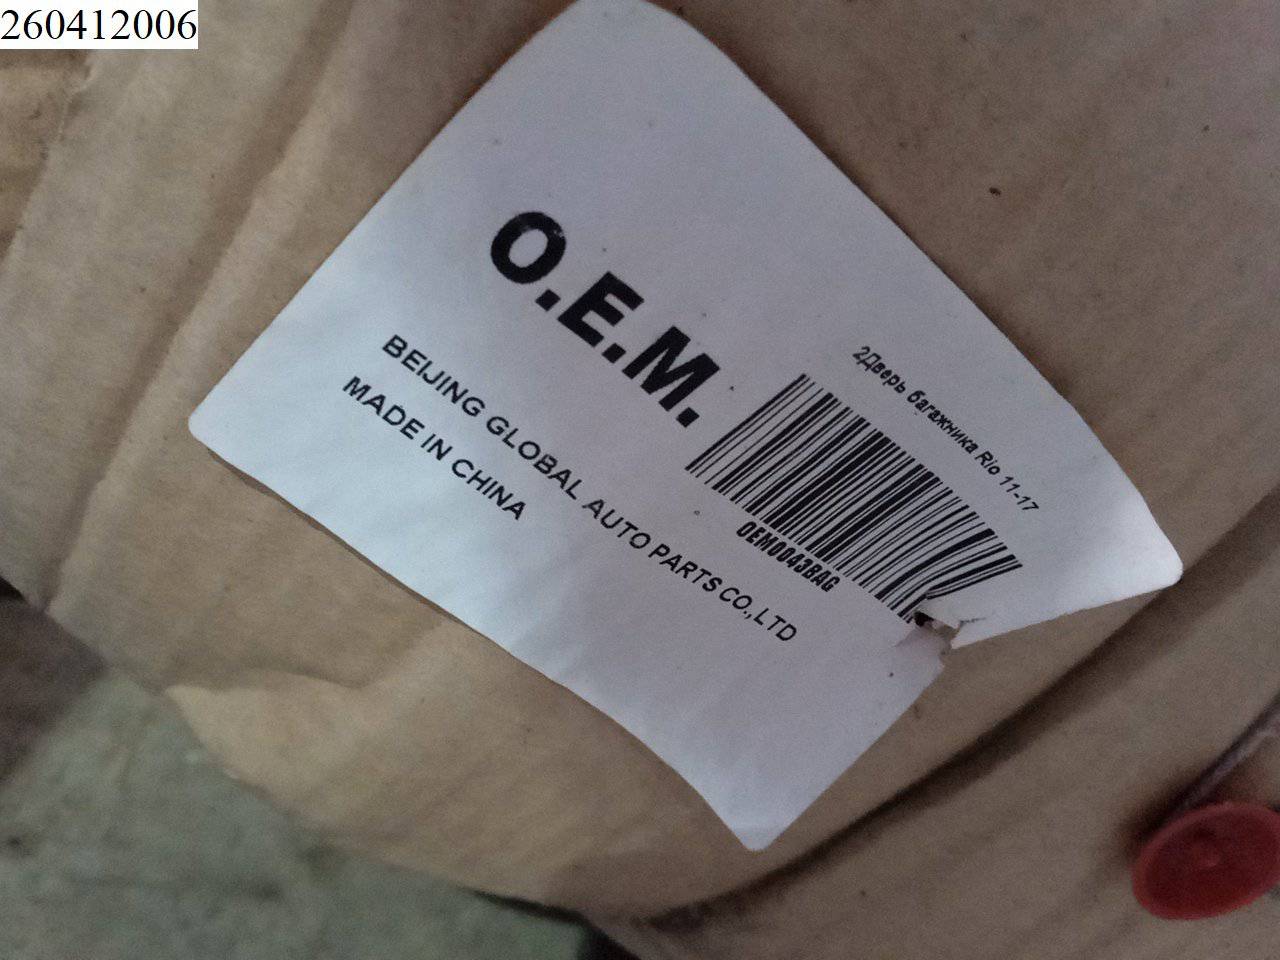 260412006
O.E.M.
BEIJING GLOBAL AUTO PARTS CO.,LTD
MADE IN CHINA
2Дверь багажника Rio 11-17
OEM0043BAG